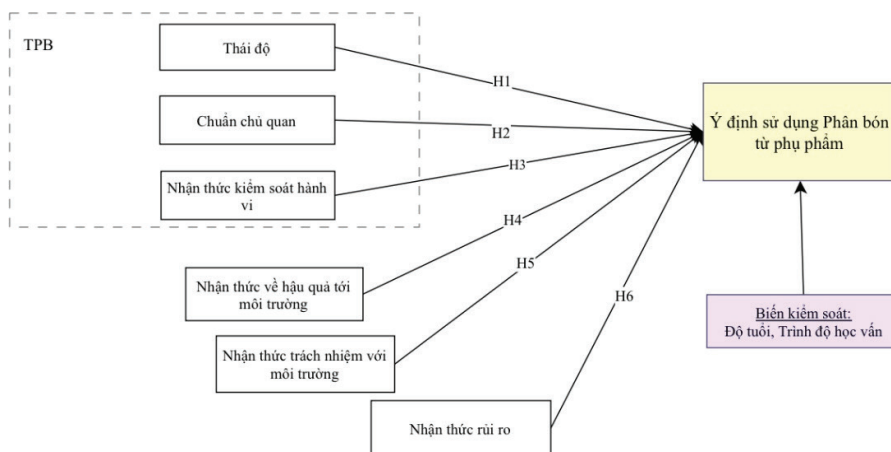 TPB
Thái độ
Chuẩn chủ quan
Nhận thức kiểm soát hành
vi
Nhận thức về hậu quả tới
môi trường
Nhận thức trách nhiệm với
môi trường
Nhận thức rủi ro
H1
H2
H3
H4
H5
H6
Ý định sử dụng Phân bón
từ phụ phẩm
Biến kiểm soát:
Độ tuổi, Trình độ học vấn